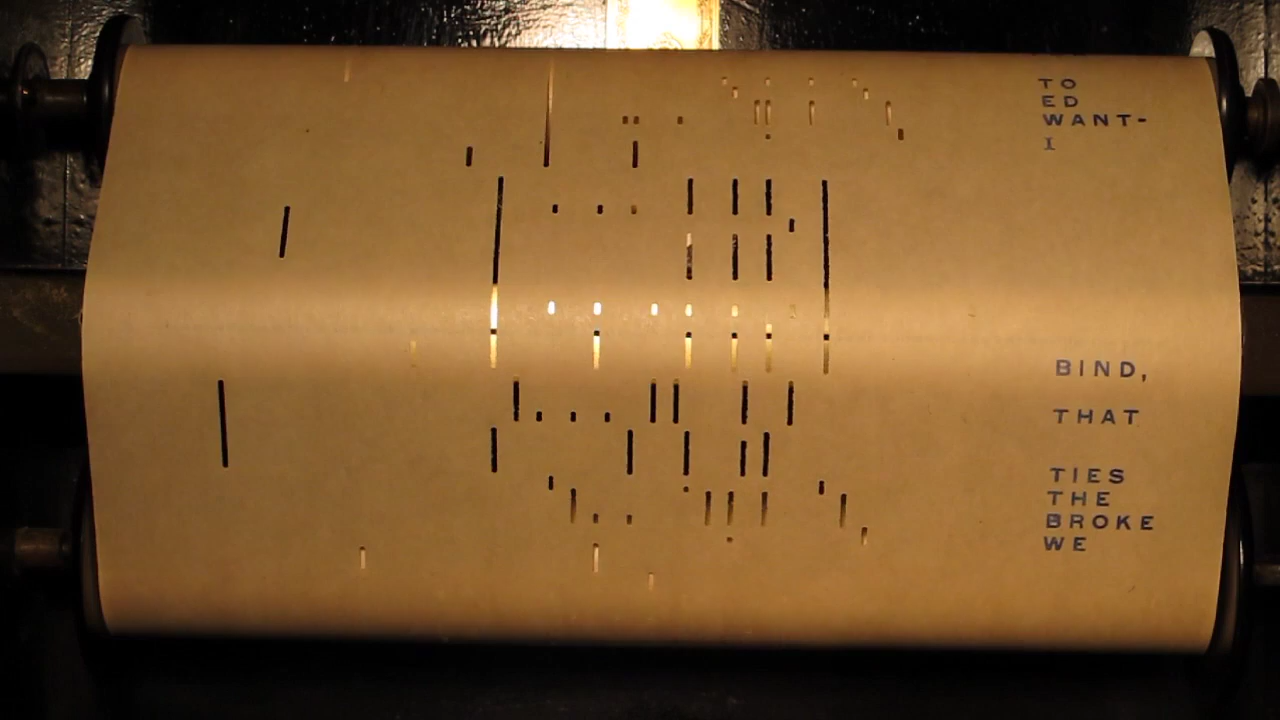 TO
ED
WANT-
I
BIND,
THAT
TIES
THE
BROKE
WE